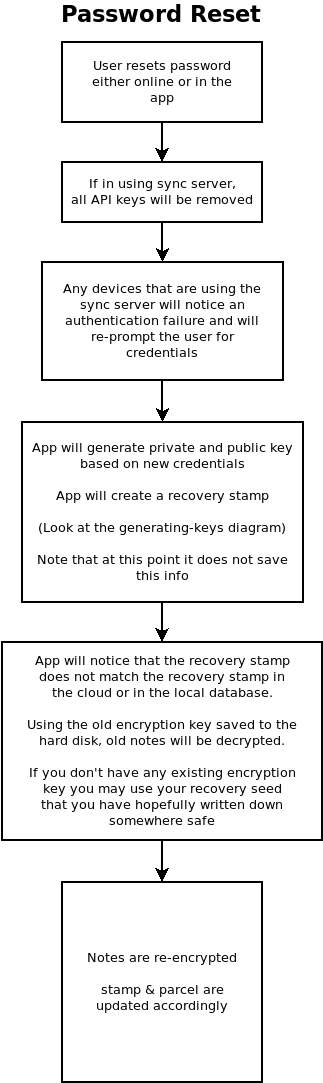 Password Reset
User resets password
either online or in the
app
If in using sync server,
all API keys will be removed
Any devices that are using the
sync server will notice an
authentication failure and will
re-prompt the user for
credentials
App will generate private and public key
based on new credentials
App will create a recovery stamp
(Look at the generating-keys diagram)
Note that at this point it does not save
this info
App will notice that the recovery stamp
does not match the recovery stamp in
the cloud or in the local database.
Using the old encryption key saved to the
hard disk, old notes will be decrypted.
If you don't have any existing encryption
key you may use your recovery seed
that you have hopefully written down
somewhere safe
Notes are re-encrypted
stamp & parcel are
updated accordingly